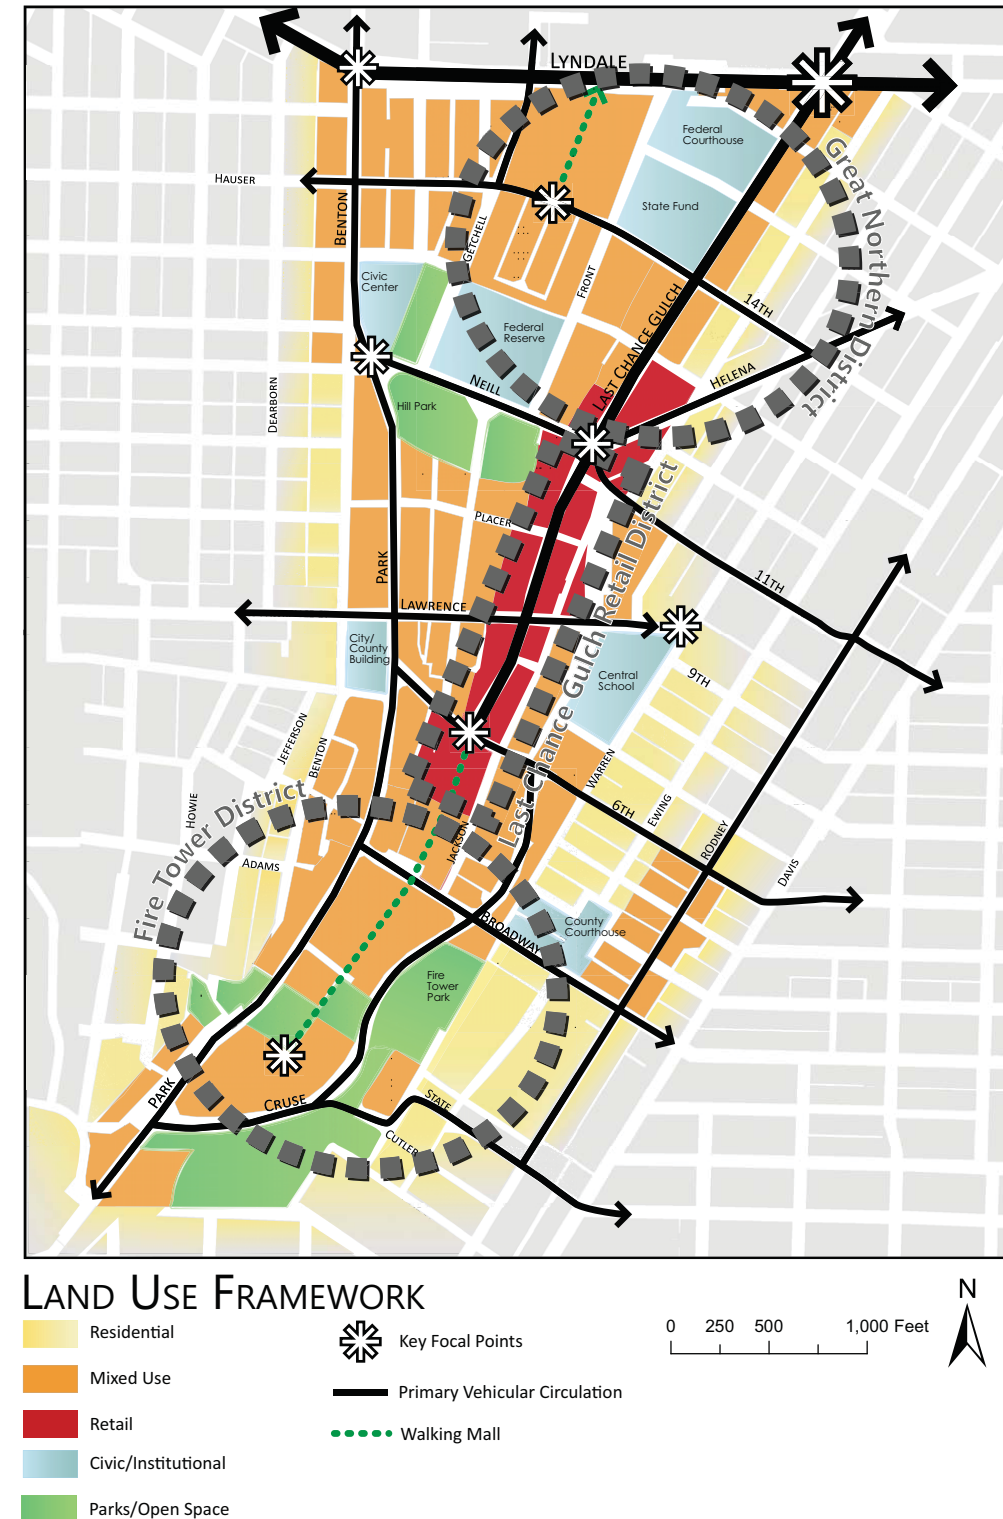 LYNDALE
Federal
Courthouse
HAUSER
BENTON
State Fund
GETCHELL
Great Northern District
Civic
Center
FRONT
14TH
Federal
Reserve
LAST CHANCE GULCH
HELENA
NEILL
DEARBORN
Hill Park
PLACER
Last Chance Gulch Retail District
PARK
11TH
LAWRENCE
City/
County
Building
Central
School
9TH
JEFFERSON
BENTON
WARREN
HOWIE
6TH
EWING
RODNEY
DAVIS
JACKSON
Fire Tower District
ADAMS
BROADWAY
County
Courthouse
Fire
Tower
Park
PARK
CRUSE
STATE
CUTLER
LAND USE FRAMEWORK
Residential
Mixed Use
Retail
Civic/Institutional
Parks/Open Space
Key Focal Points
Primary Vehicular Circulation
Walking Mall
0 250 500 1,000 Feet
N